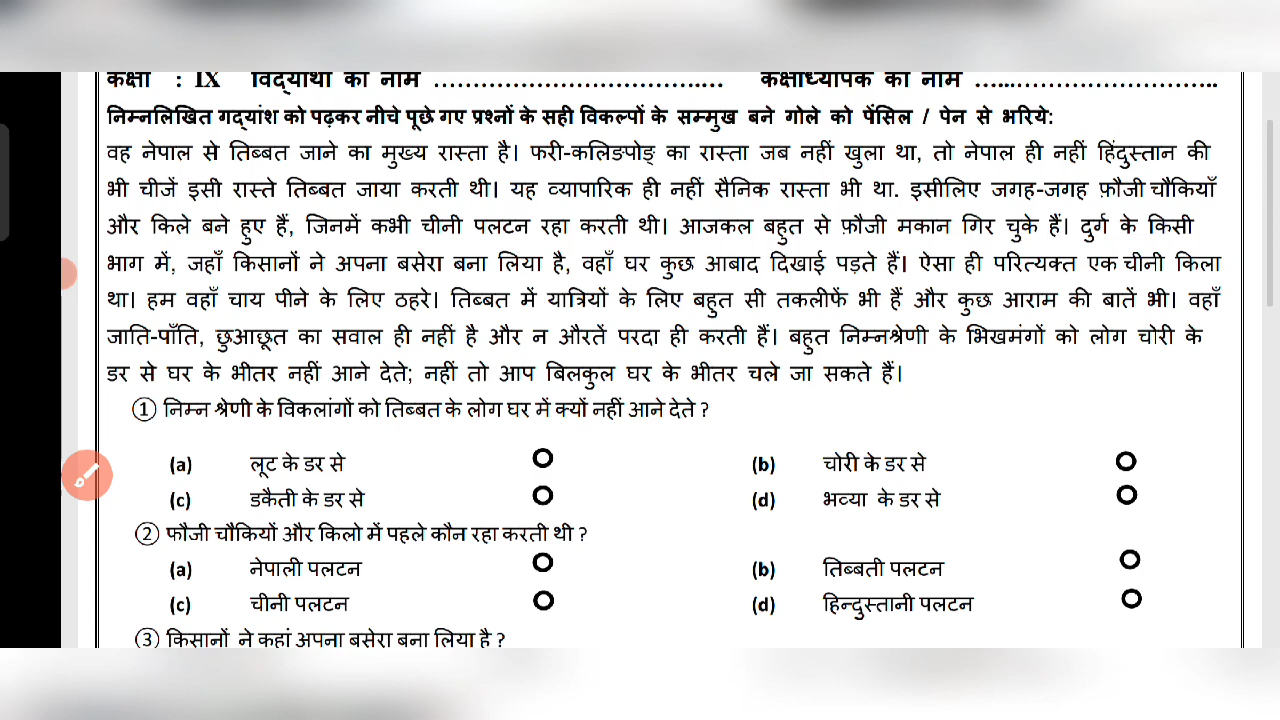 कक्षा : IX विद्यार्थी का नाम ……………………………….… कक्षाध्यापक का नाम …...……………………..
निम्नलिखित गद्यांश को पढ़कर नीचे पूछे गए प्रश्नों के सही विकल्पों के सम्मुख बने गोले को पेंसिल / पेन से भरिये:
वह नेपाल से तिब्बत जाने का मुख्य रास्ता है। फरी-कलिङपोङ् का रास्ता जब नहीं खुला था, तो नेपाल ही नहीं हिंदुस्तान की
भी चीजें इसी रास्ते तिब्बत जाया करती थी। यह व्यापारिक ही नहीं सैनिक रास्ता भी था. इसीलिए जगह-जगह फ़ौजी चौकियाँ
और किले बने हुए हैं, जिनमें कभी चीनी पलटन रहा करती थी। आजकल बहुत से फ़ौजी मकान गिर चुके हैं। दुर्ग के किसी
भाग में, जहाँ किसानों ने अपना बसेरा बना लिया है, वहाँ घर कुछ आबाद दिखाई पड़ते हैं। ऐसा ही परित्यक्त एक चीनी किला
था। हम वहाँ चाय पीने के लिए ठहरे। तिब्बत में यात्रियों के लिए बहुत सी तकलीफें भी हैं और कुछ आराम की बातें भी। वहाँ
जाति-पाँति, छुआछूत का सवाल ही नहीं है और न औरतें परदा ही करती हैं। बहुत निम्नश्रेणी के भिखमंगों को लोग चोरी के
डर से घर के भीतर नहीं आने देते; नहीं तो आप बिलकुल घर के भीतर चले जा सकते हैं।
① निम्न श्रेणी के विकलांगों को तिब्बत के लोग घर में क्यों नहीं आने देते ?
(a) लूट के डर से (b) चोरी के डर से
(c) डकैती के डर से (d) भव्या के डर से
② फौजी चौकियों और किलो में पहले कौन रहा करती थी ?
(a) नेपाली पलटन (b) तिब्बती पलटन
(c) चीनी पलटन (d) हिन्दुस्तानी पलटन
③ किसानों ने कहां अपना बसेरा बना लिया है ?